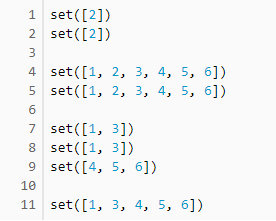 1 set([2])
2 set([2])
3
4 set([1, 2, 3, 4, 5, 6])
5 set([1, 2, 3, 4, 5, 6])
6
7 set([1, 3])
8 set([1, 3])
9 set([4, 5, 6])
10
11 set([1, 3, 4, 5, 6])